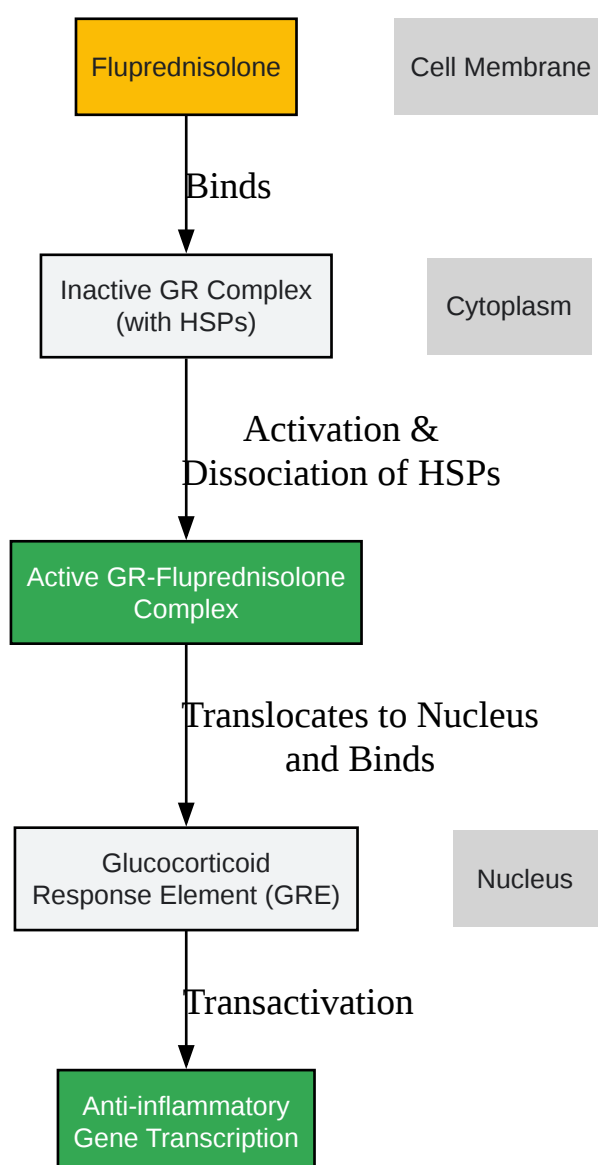 Fluprednisolone
Cell Membrane
Binds
Inactive GR Complex
(with HSPs)
Cytoplasm
Activation &
Dissociation of HSPs
Active GR-Fluprednisolone
Complex
Translocates to Nucleus
and Binds
Glucocorticoid
Response Element (GRE)
Nucleus
Transactivation
Anti-inflammatory
Gene Transcription